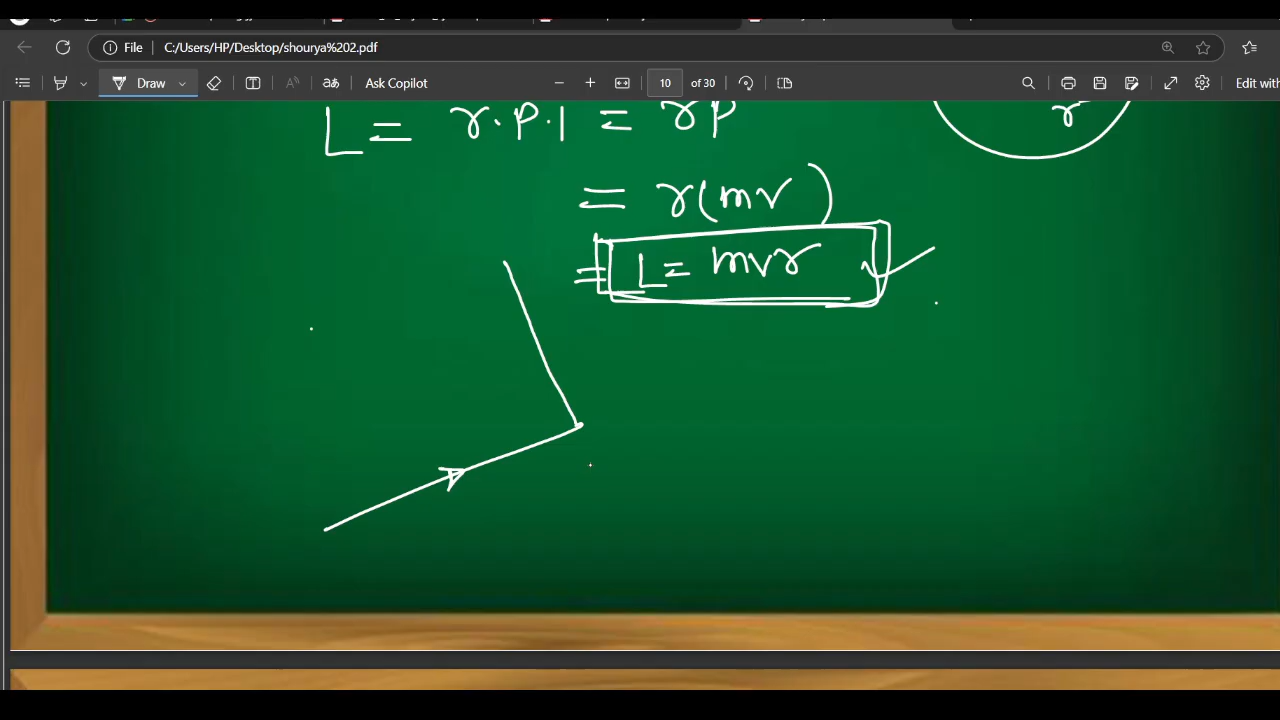 File C:/Users/HP/Desktop/shourya%202.pdf
Draw Ask Copilot 10 of 30 Edit with
L = r.p.1 = rp
r
= r(mv)
= L = mvr